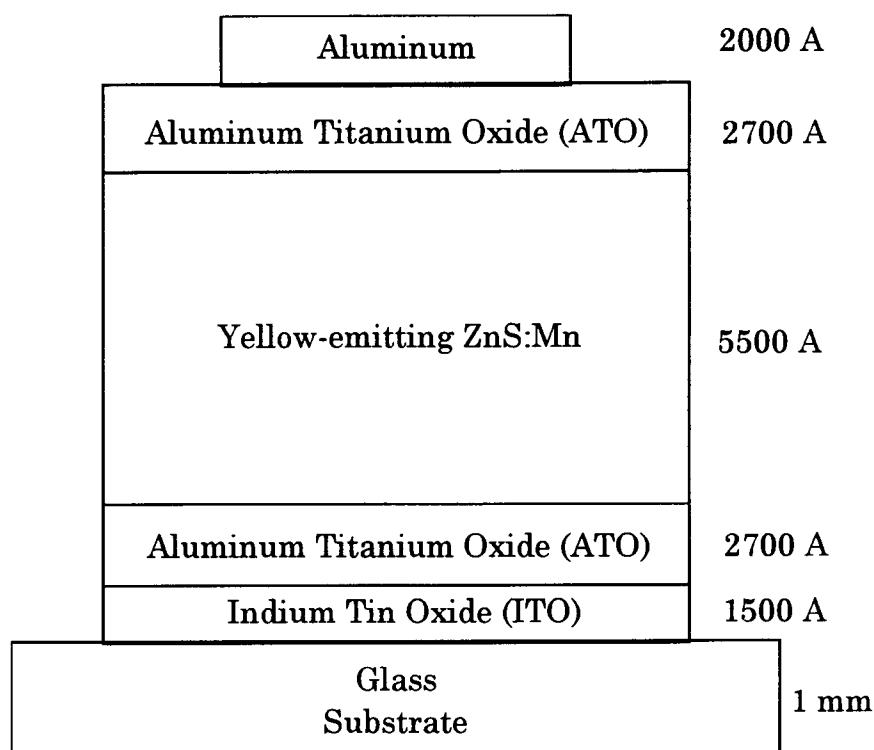 Aluminum 2000 A
Aluminum Titanium Oxide (ATO) 2700 A
Yellow-emitting ZnS:Mn 5500 A
Aluminum Titanium Oxide (ATO) 2700 A
Indium Tin Oxide (ITO) 1500 A
Glass
Substrate
1 mm